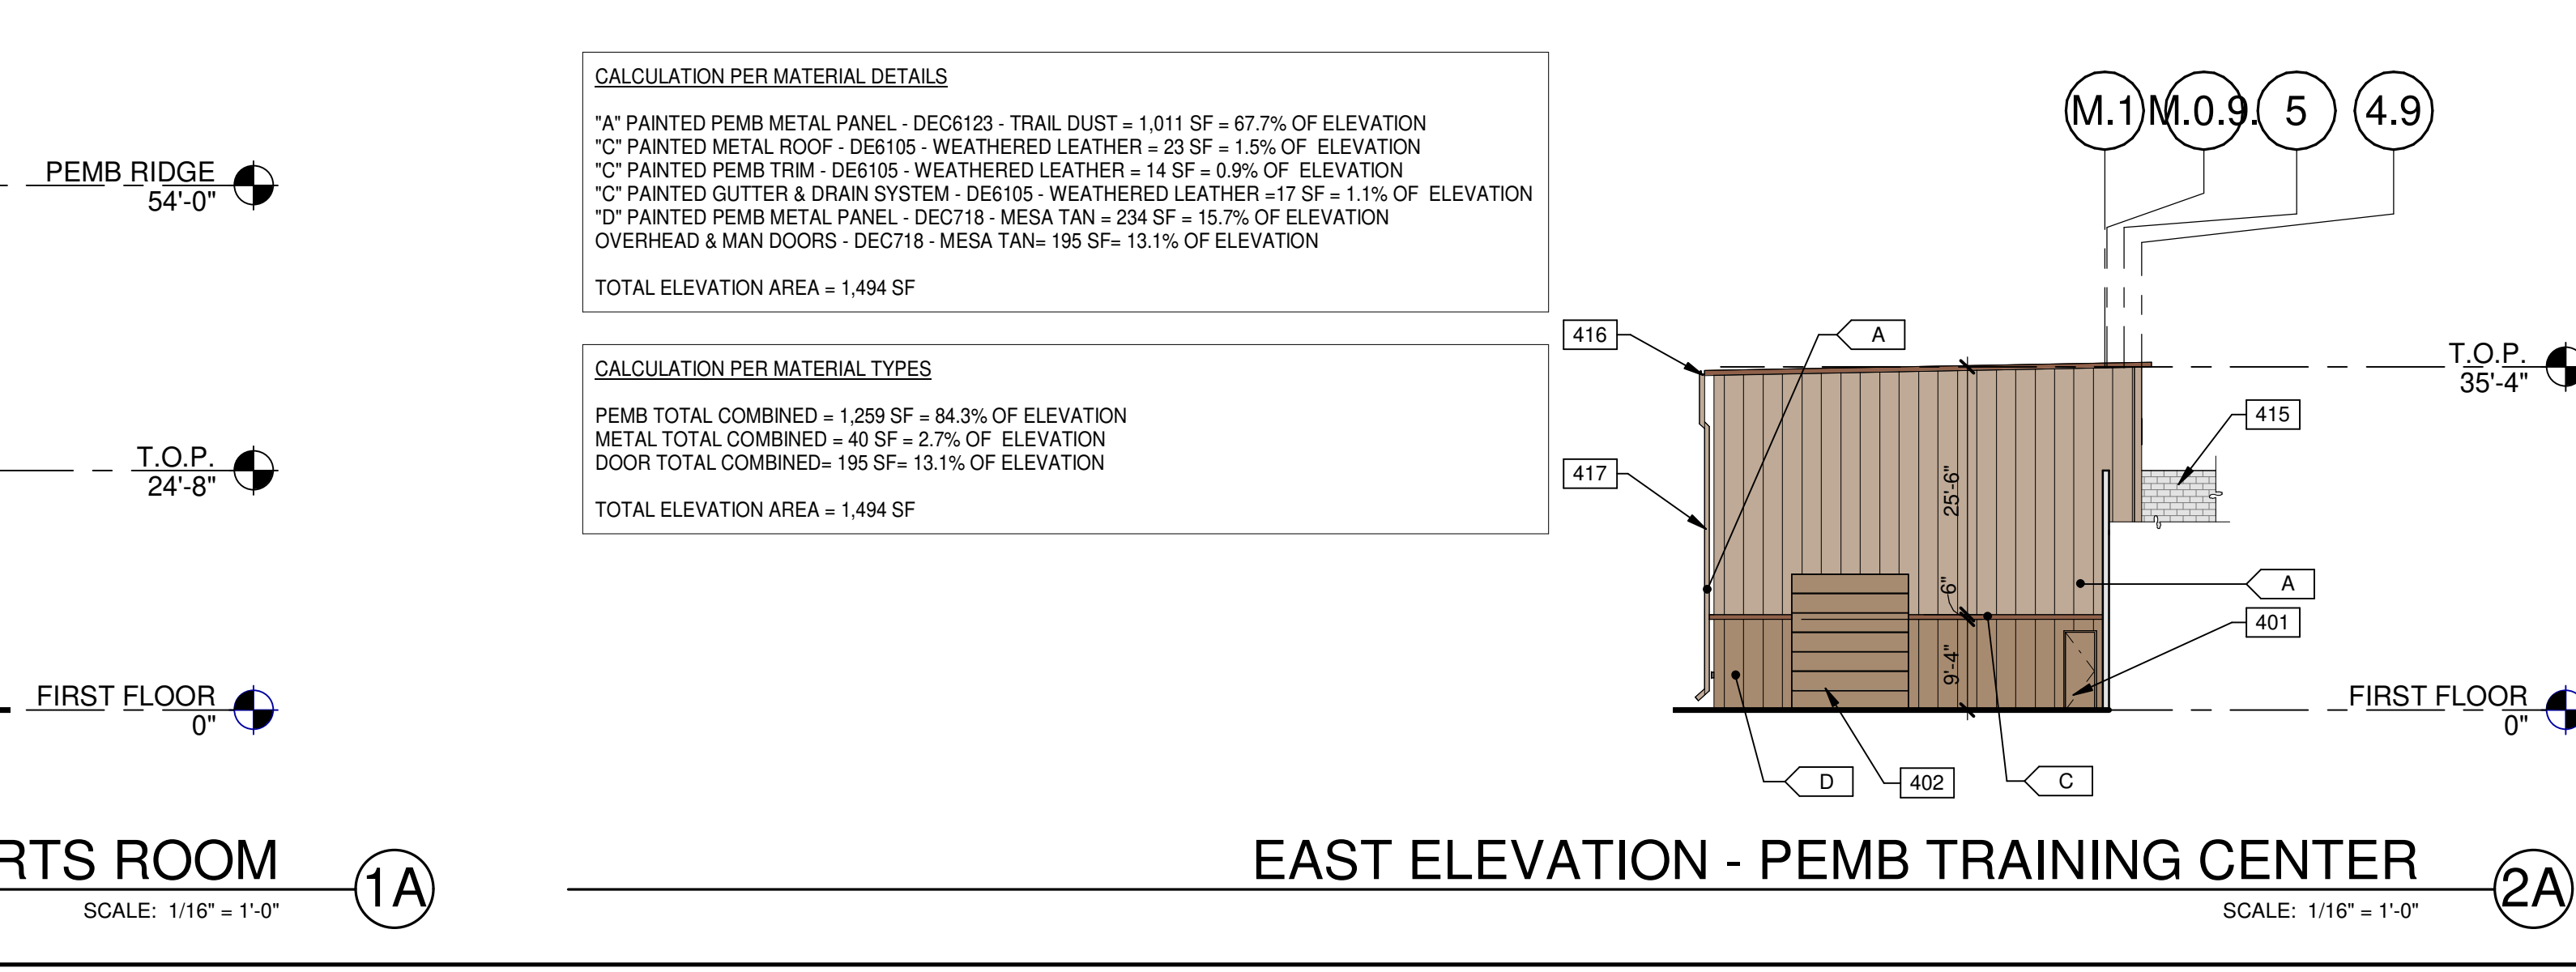 PEMB RIDGE
54'-0"
T.O.P.
24'-8"
FIRST FLOOR
0"
RTS ROOM
SCALE: 1/16" = 1'-0"
1A
CALCULATION PER MATERIAL DETAILS
"A" PAINTED PEMB METAL PANEL - DEC6123 - TRAIL DUST = 1,011 SF = 67.7% OF ELEVATION
"C" PAINTED METAL ROOF - DE6105 - WEATHERED LEATHER = 23 SF = 1.5% OF ELEVATION
"C" PAINTED PEMB TRIM - DE6105 - WEATHERED LEATHER = 14 SF = 0.9% OF ELEVATION
"C" PAINTED GUTTER & DRAIN SYSTEM - DE6105 - WEATHERED LEATHER =17 SF = 1.1% OF ELEVATION
"D" PAINTED PEMB METAL PANEL - DEC718 - MESA TAN = 234 SF = 15.7% OF ELEVATION
OVERHEAD & MAN DOORS - DEC718 - MESA TAN= 195 SF= 13.1% OF ELEVATION
TOTAL ELEVATION AREA = 1,494 SF
CALCULATION PER MATERIAL TYPES
PEMB TOTAL COMBINED = 1,259 SF = 84.3% OF ELEVATION
METAL TOTAL COMBINED = 40 SF = 2.7% OF ELEVATION
DOOR TOTAL COMBINED= 195 SF= 13.1% OF ELEVATION
TOTAL ELEVATION AREA = 1,494 SF
M.1 M.0.9. 5 4.9
416
A
T.O.P.
35'-4"
415
417
25'-6"
6"
A
401
9'-4"
FIRST FLOOR
0"
D
402
C
EAST ELEVATION - PEMB TRAINING CENTER
SCALE: 1/16" = 1'-0"
2A